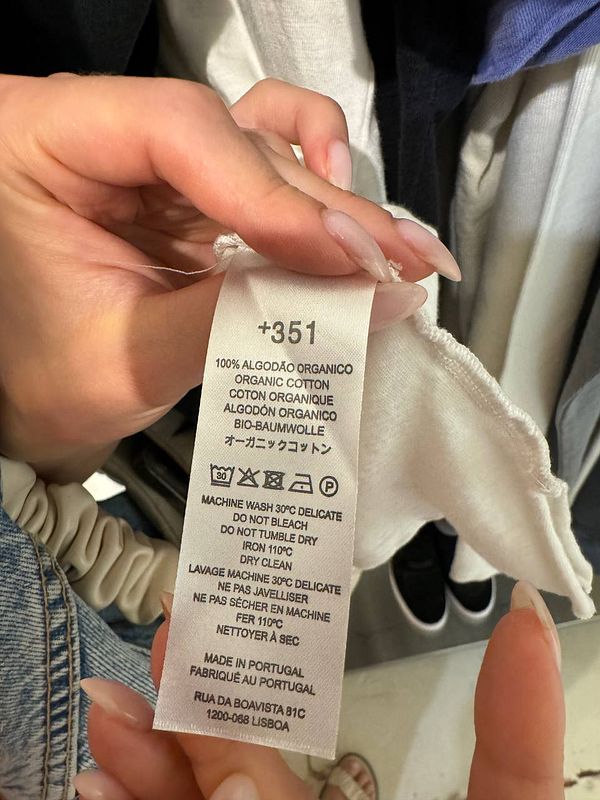 +351
100% ALGODÃO ORGANICO
ORGANIC COTTON
COTON ORGANIQUE
ALGODÓN ORGANICO
BIO-BAUMWOLLE
オーガニックコットン
30 P
MACHINE WASH 30ºC DELICATE
DO NOT BLEACH
DO NOT TUMBLE DRY
IRON 110ºC
DRY CLEAN
LAVAGE MACHINE 30ºC DELICATE
NE PAS JAVELLISER
NE PAS SÉCHER EN MACHINE
FER 110ºC
NETTOYER À SEC
MADE IN PORTUGAL
FABRIQUÉ AU PORTUGAL
RUA DA BOAVISTA 81C
1200-068 LISBOA